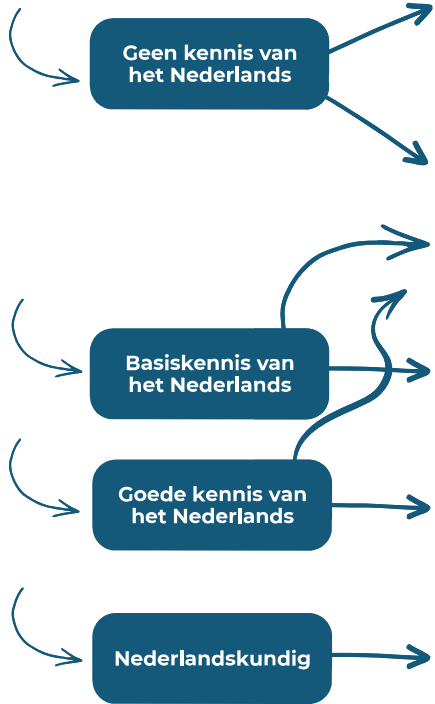 Geen kennis van
het Nederlands
Basiskennis van
het Nederlands
Goede kennis van
het Nederlands
Nederlandskundig